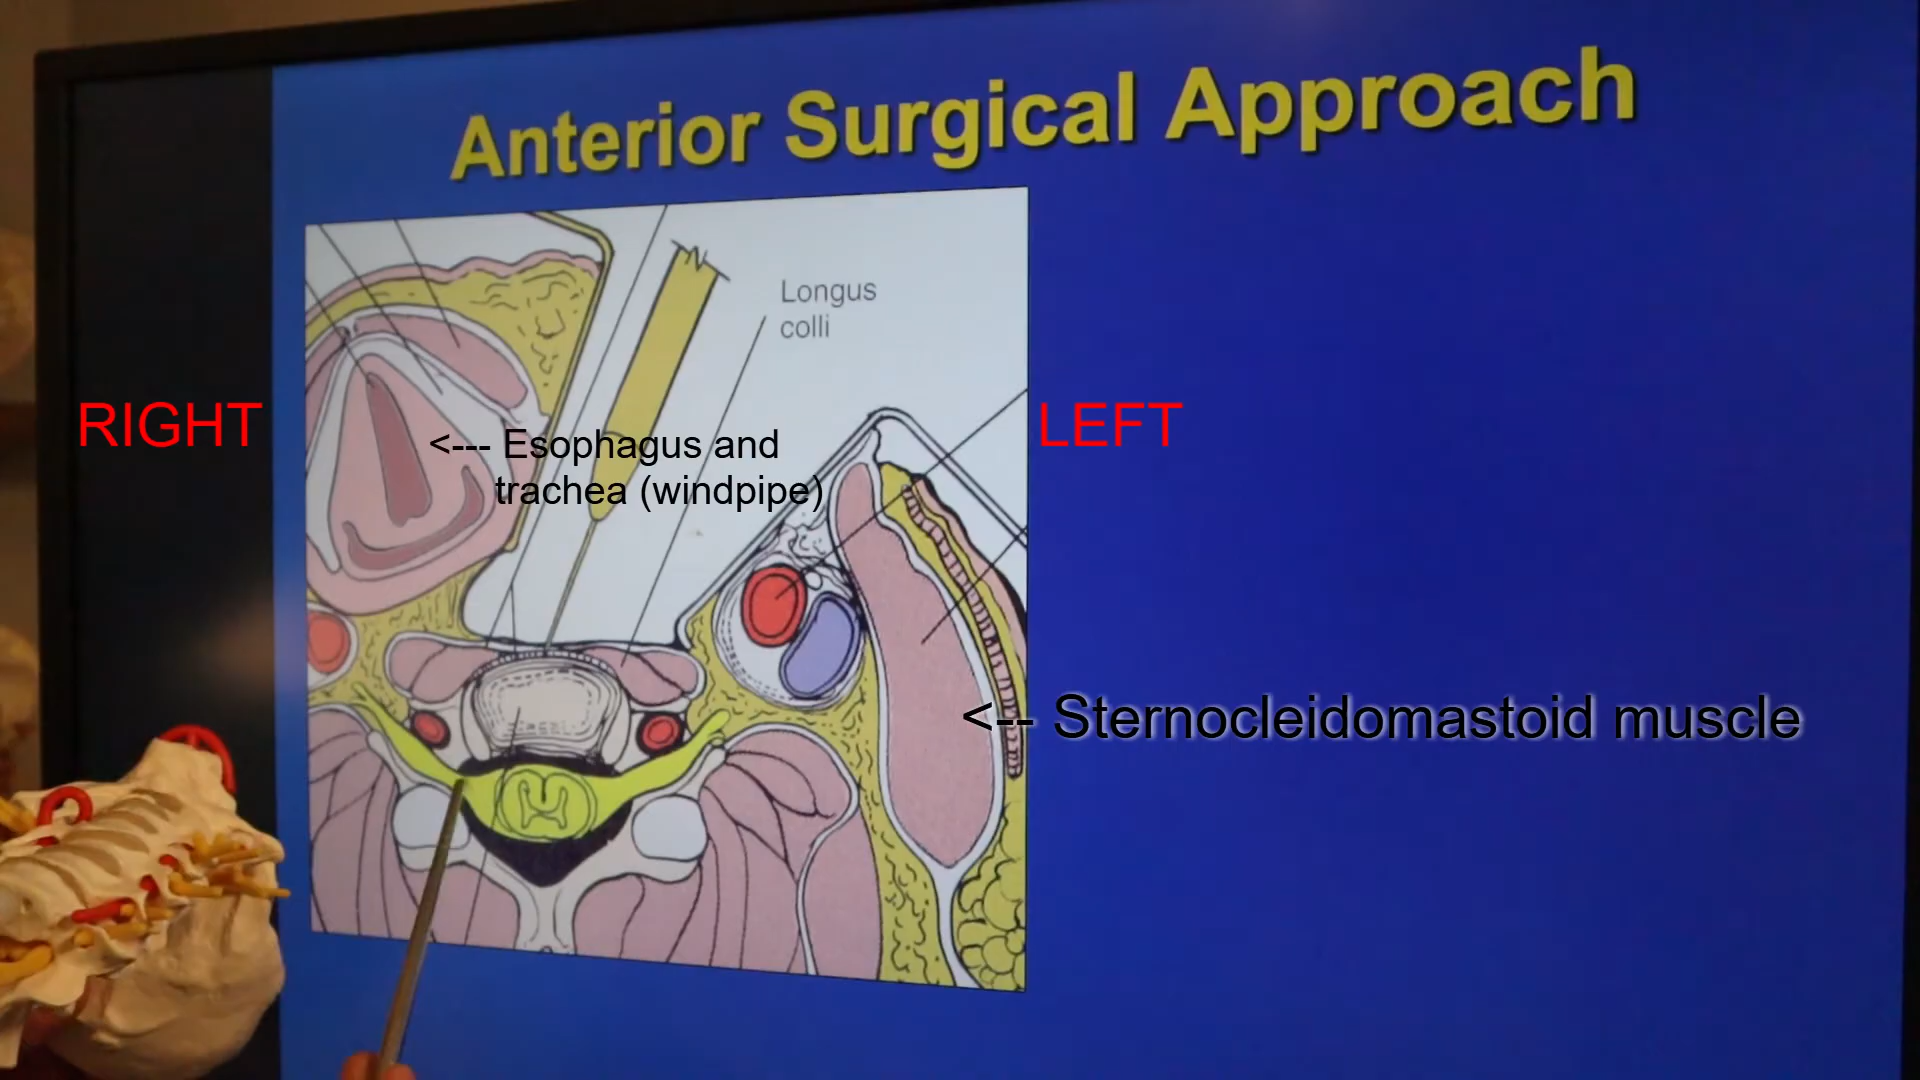 Anterior Surgical Approach
Longus
colli
RIGHT
LEFT
<--- Esophagus and
trachea (windpipe)
<-- Sternocleidomastoid muscle